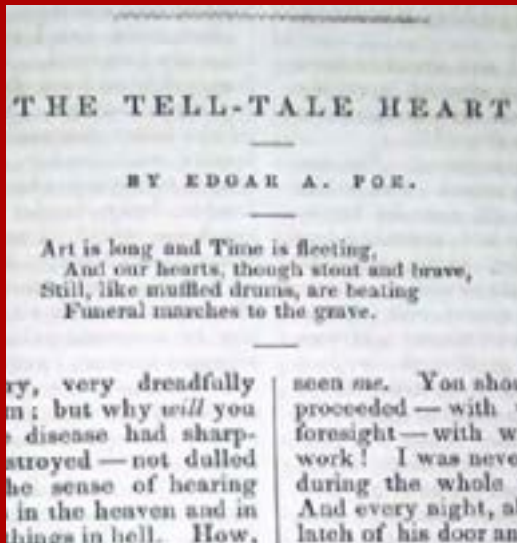 THE TELL-TALE HEART
BY EDGAR A. POE.
Art is long and Time is fleeting,
And our hearts, though stout and brave,
Still, like muffled drums, are beating
Funeral marches to the grave.
ry, very dreadfully
m; but why will you
disease had sharp-
stroyed — not dulled
he sense of hearing
in the heaven and in
things in hell. How,
seen me. You shou
proceeded — with
foresight — with w
work! I was neve
during the whole
And every night, a
latch of his door an